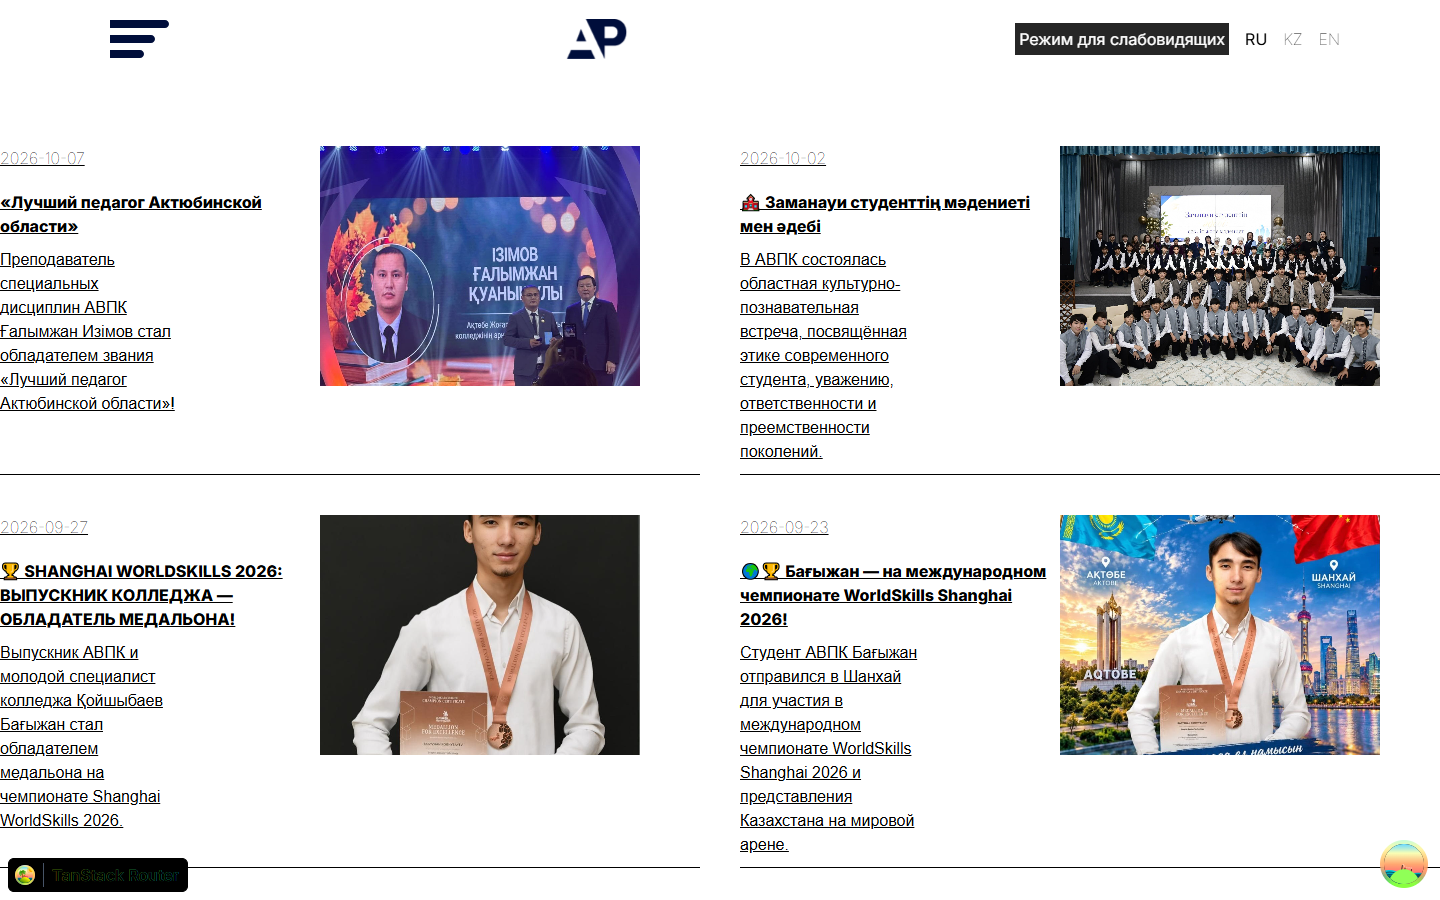 AP
Режим для слабовидящих
RU KZ EN
2026-10-07
«Лучший педагог Актюбинской
области»
Преподаватель
специальных
дисциплин АВПК
Ғалымжан Изімов стал
обладателем звания
«Лучший педагог
Актюбинской области»!
ІЗІМОВ
ҒАЛЫМЖАН
2026-10-02
🏫 Заманауи студенттің мәдениеті
мен әдебі
В АВПК состоялась
областная культурно-
познавательная
встреча, посвящённая
этике современного
студента, уважению,
ответственности и
преемственности
поколений.
2026-09-27
🏆 SHANGHAI WORLDSKILLS 2026:
ВЫПУСКНИК КОЛЛЕДЖА —
ОБЛАДАТЕЛЬ МЕДАЛЬОНА!
Выпускник АВПК и
молодой специалист
колледжа Қойшыбаев
Бағыжан стал
обладателем
медальона на
чемпионате Shanghai
WorldSkills 2026.
2026-09-23
🌍🏆 Бағыжан — на международном
чемпионате WorldSkills Shanghai
2026!
Студент АВПК Бағыжан
отправился в Шанхай
для участия в
международном
чемпионате WorldSkills
Shanghai 2026 и
представления
Казахстана на мировой
арене.
АҚТӨБЕ
AKTOBE
ШАНХАЙ
SHANGHAI
AQTÖBE
TanStack Router